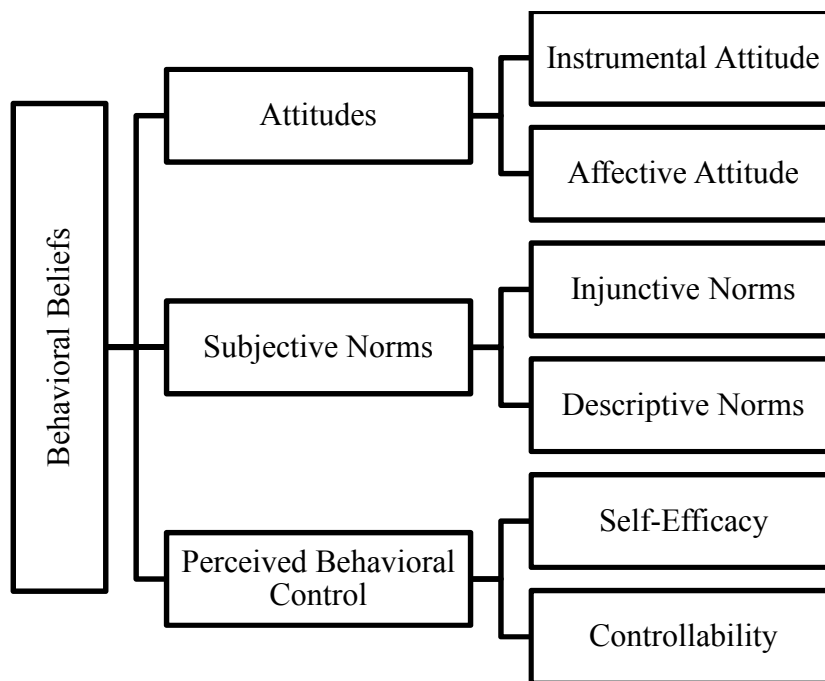 Behavioral Beliefs
Attitudes
Instrumental Attitude
Affective Attitude
Subjective Norms
Injunctive Norms
Descriptive Norms
Perceived Behavioral
Control
Self-Efficacy
Controllability